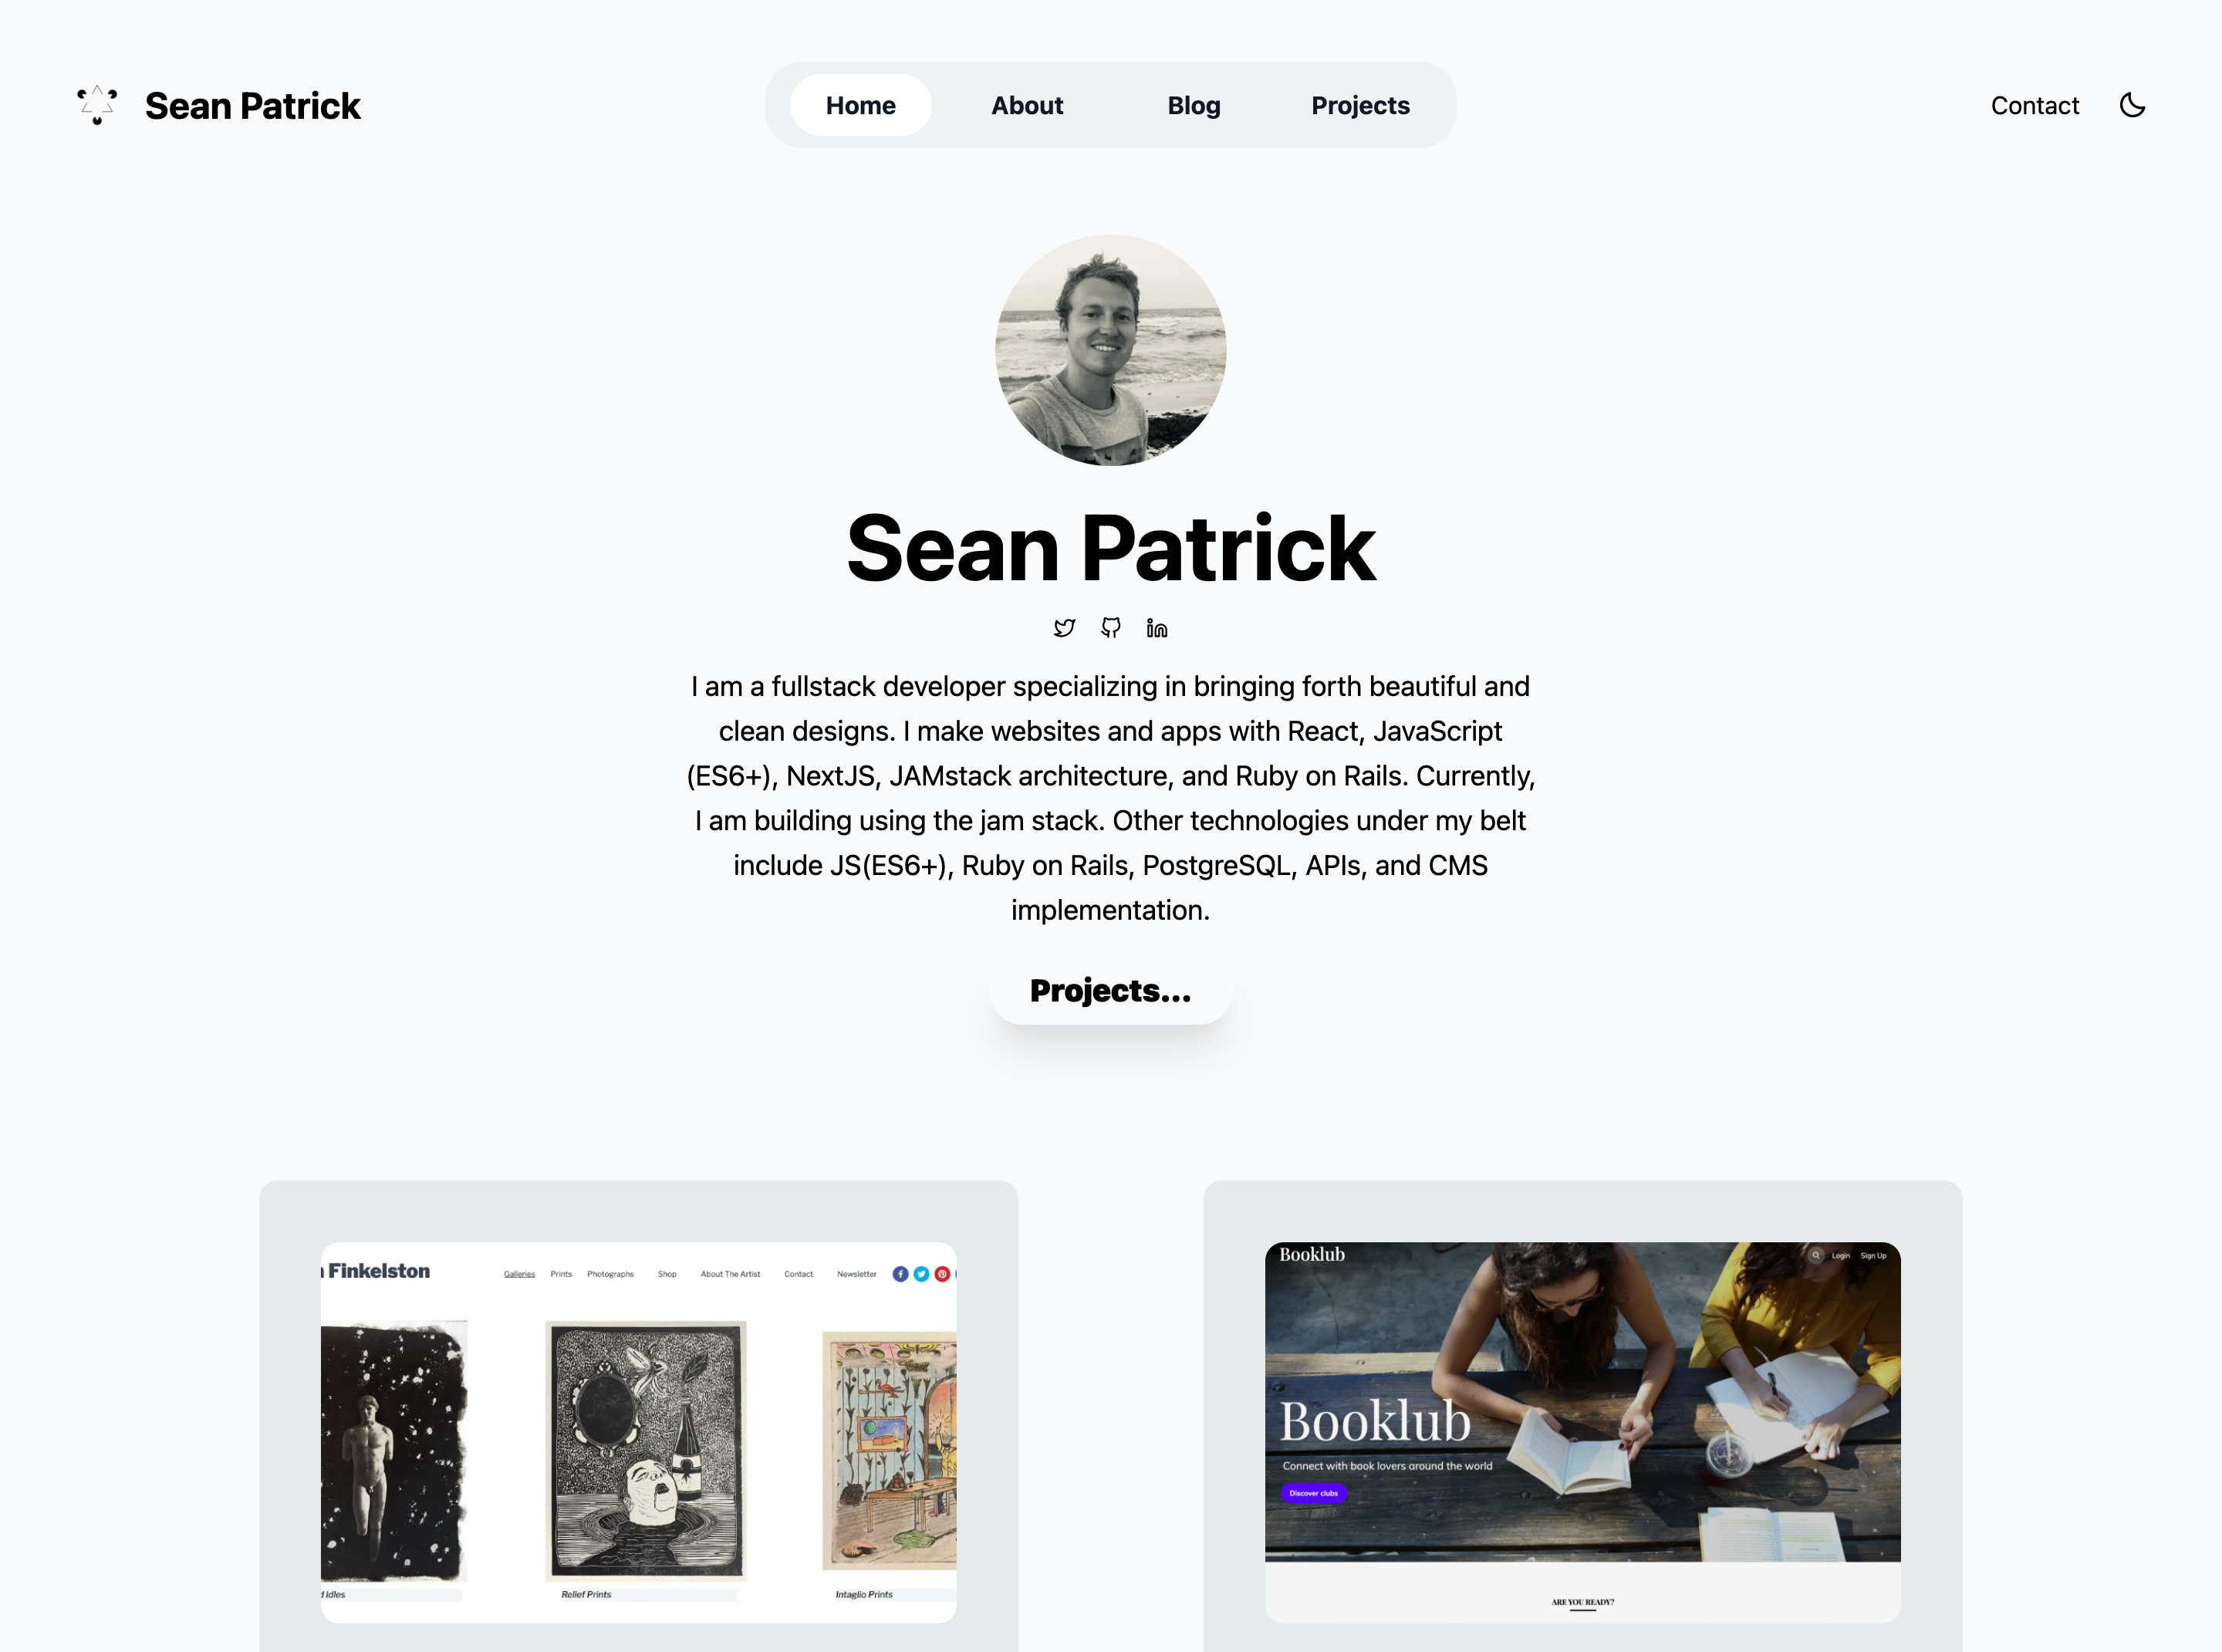 Sean Patrick
Home About Blog Projects
Contact
Sean Patrick
I am a fullstack developer specializing in bringing forth beautiful and
clean designs. I make websites and apps with React, JavaScript
(ES6+), NextJS, JAMstack architecture, and Ruby on Rails. Currently,
I am building using the jam stack. Other technologies under my belt
include JS(ES6+), Ruby on Rails, PostgreSQL, APIs, and CMS
implementation.
Projects...
Finkelston
Galleries Prints Photographs Shop About The Artist Contact Newsletter
Idles
Relief Prints
Intaglio Prints
Booklub
Login Sign Up
Booklub
Connect with book lovers around the world
Discover clubs
ARE YOU READY?